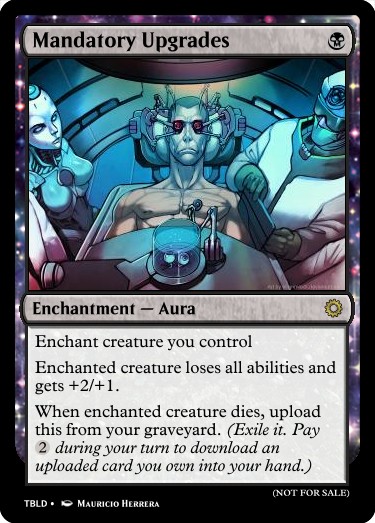 Mandatory Upgrades
Enchantment — Aura
Enchant creature you control
Enchanted creature loses all abilities and
gets +2/+1.
When enchanted creature dies, upload
this from your graveyard. (Exile it. Pay
2 during your turn to download an
uploaded card you own into your hand.)
(NOT FOR SALE)
TBLD • Mauricio Herrera